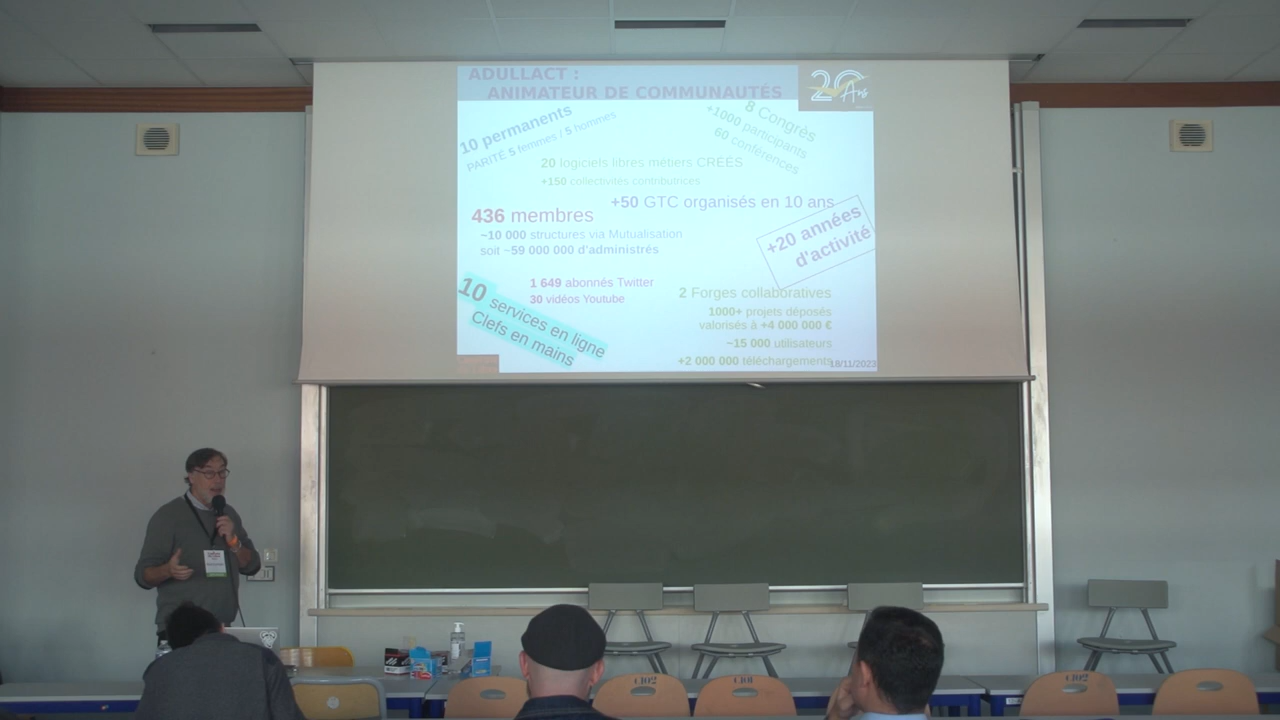 ADULLACT :
ANIMATEUR DE COMMUNAUTÉS
20 Ans
10 permanents
PARITÉ 5 femmes / 5 hommes
8 Congrès
+1000 participants
60 conférences
20 logiciels libres métiers CRÉÉS
+150 collectivités contributrices
+50 GTC organisés en 10 ans
436 membres
~10 000 structures via Mutualisation
soit ~59 000 000 d'administrés
+20 années
d'activité
10 services en ligne
Clefs en mains
1 649 abonnés Twitter
30 vidéos Youtube
2 Forges collaboratives
1000+ projets déposés
valorisés à +4 000 000 €
~15 000 utilisateurs
+2 000 000 téléchargements
18/11/2023